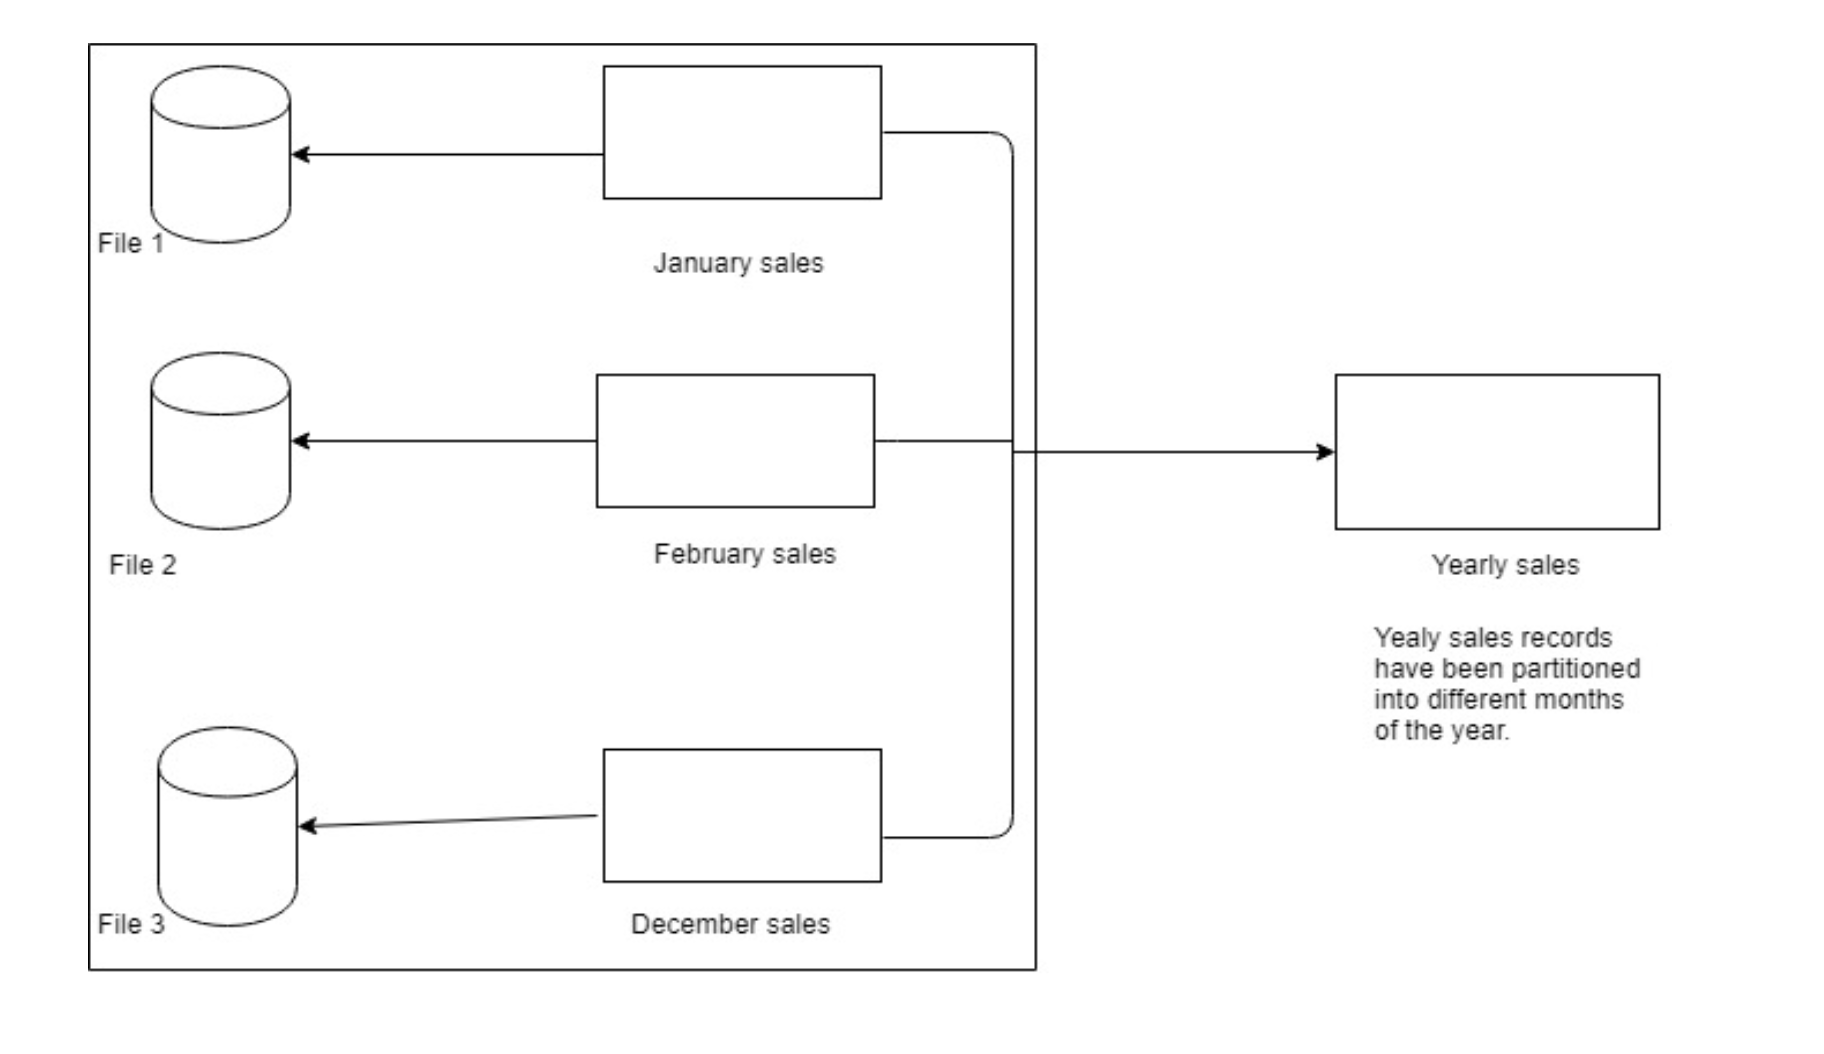 File 1
January sales
File 2
February sales
Yearly sales
Yealy sales records
have been partitioned
into different months
of the year.
File 3
December sales